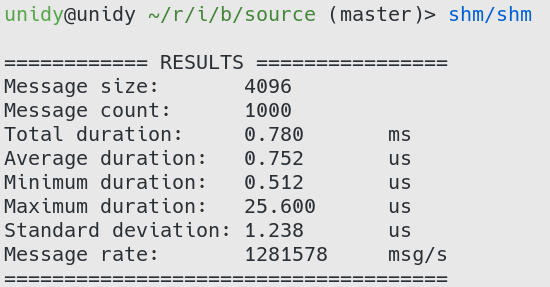 unidy@unidy ~/r/i/b/source (master)> shm/shm
============ RESULTS ================
Message size:       4096
Message count:      1000
Total duration:     0.780       ms
Average duration:   0.752       us
Minimum duration:   0.512       us
Maximum duration:   25.600      us
Standard deviation: 1.238       us
Message rate:       1281578     msg/s
=====================================